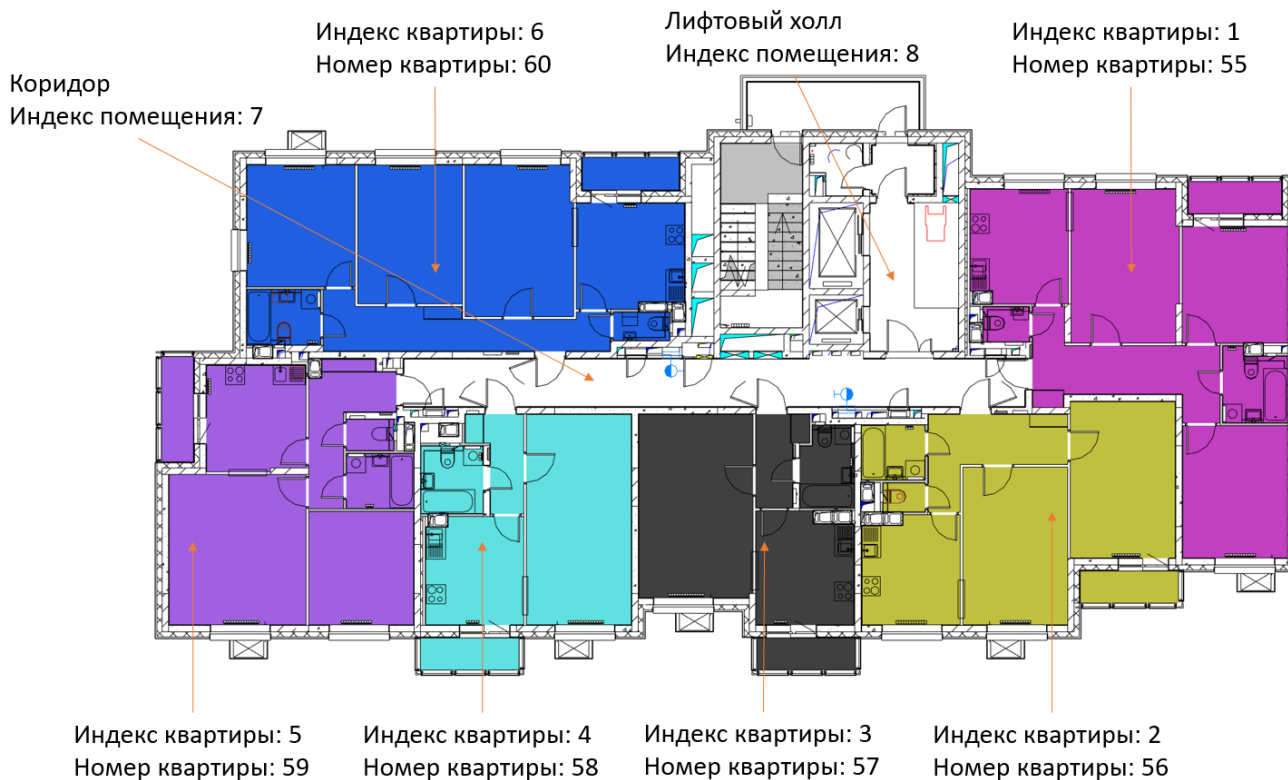 Индекс квартиры: 6
Номер квартиры: 60
Лифтовый холл
Индекс помещения: 8
Индекс квартиры: 1
Номер квартиры: 55
Коридор
Индекс помещения: 7
Индекс квартиры: 5
Номер квартиры: 59
Индекс квартиры: 4
Номер квартиры: 58
Индекс квартиры: 3
Номер квартиры: 57
Индекс квартиры: 2
Номер квартиры: 56